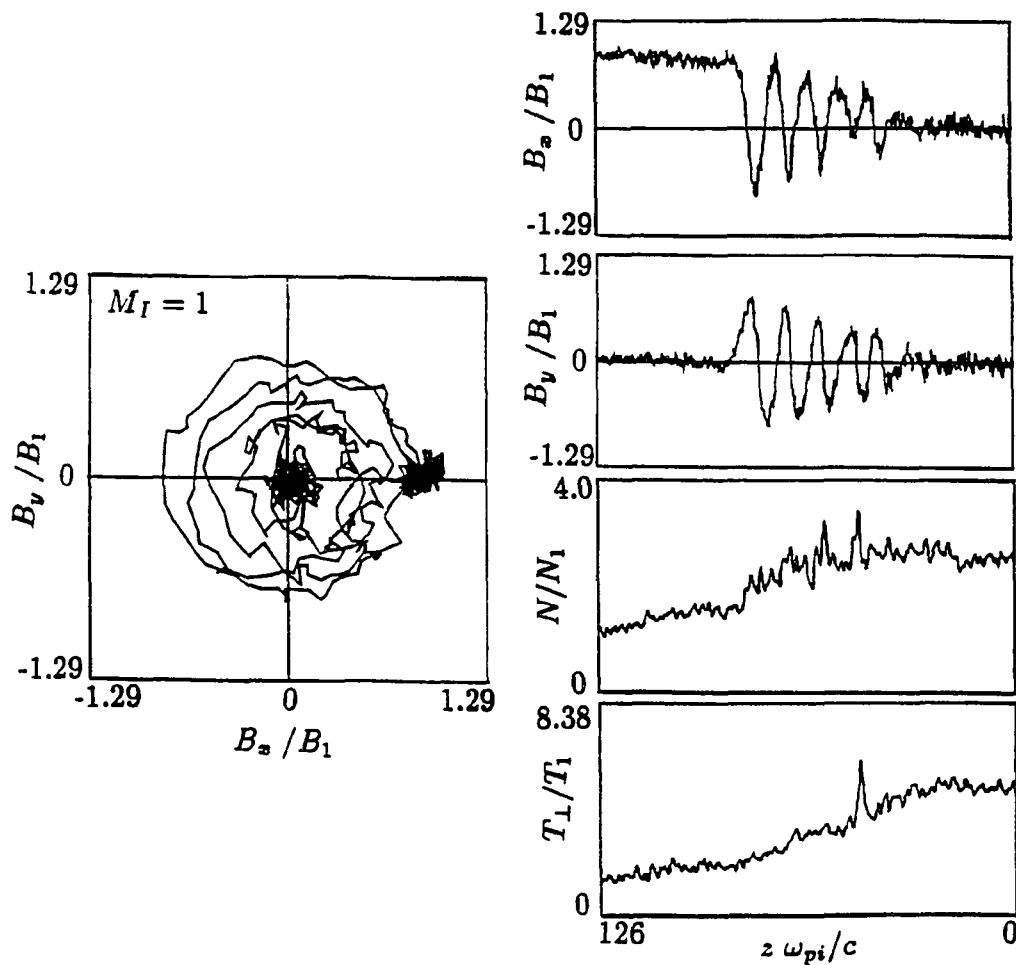 1.29
M_I = 1
B_y / B_1
0
-1.29
-1.29 0 1.29
B_x / B_1
1.29
B_x / B_1
0
-1.29
1.29
B_y / B_1
0
-1.29
4.0
N/N_1
0
8.38
T_⊥/T_1
0
126 z ω_{pi}/c 0